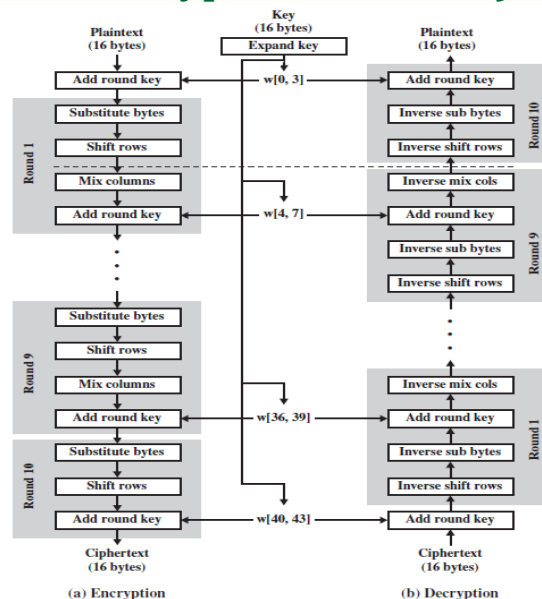 Plaintext
(16 bytes)
Add round key
Round 1
Substitute bytes
Shift rows
Mix columns
Add round key
Round 9
Substitute bytes
Shift rows
Mix columns
Add round key
Round 10
Substitute bytes
Shift rows
Add round key
Ciphertext
(16 bytes)
(a) Encryption
Key
(16 bytes)
Expand key
w[0, 3]
w[4, 7]
w[36, 39]
w[40, 43]
Plaintext
(16 bytes)
Add round key
Inverse sub bytes
Inverse shift rows
Round 10
Inverse mix cols
Add round key
Inverse sub bytes
Inverse shift rows
Round 9
Inverse mix cols
Add round key
Inverse sub bytes
Inverse shift rows
Round 1
Add round key
Ciphertext
(16 bytes)
(b) Decryption